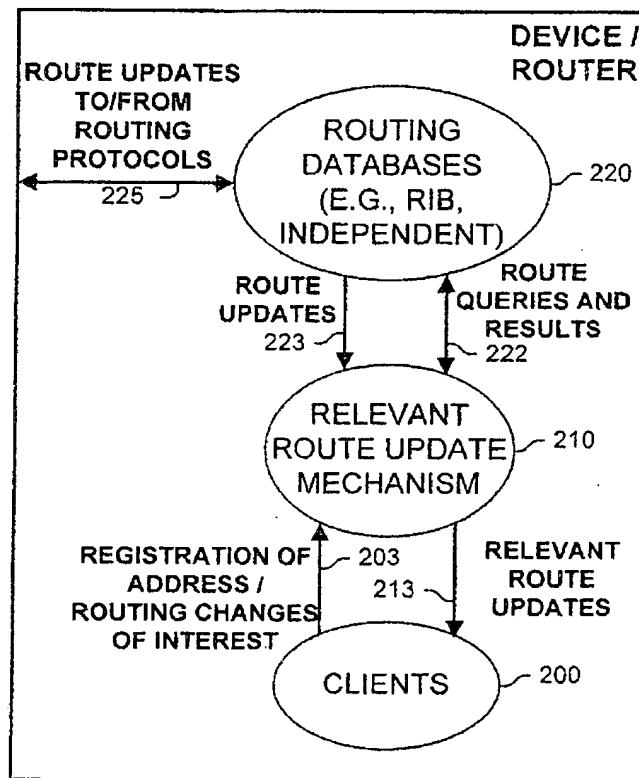 DEVICE /
ROUTER
ROUTE UPDATES
TO/FROM
ROUTING
PROTOCOLS
225
ROUTING
DATABASES
(E.G., RIB,
INDEPENDENT)
220
ROUTE
UPDATES
223
ROUTE
QUERIES AND
RESULTS
222
RELEVANT
ROUTE UPDATE
MECHANISM
210
REGISTRATION OF
ADDRESS /
ROUTING CHANGES
OF INTEREST
203
213
RELEVANT
ROUTE
UPDATES
CLIENTS
200